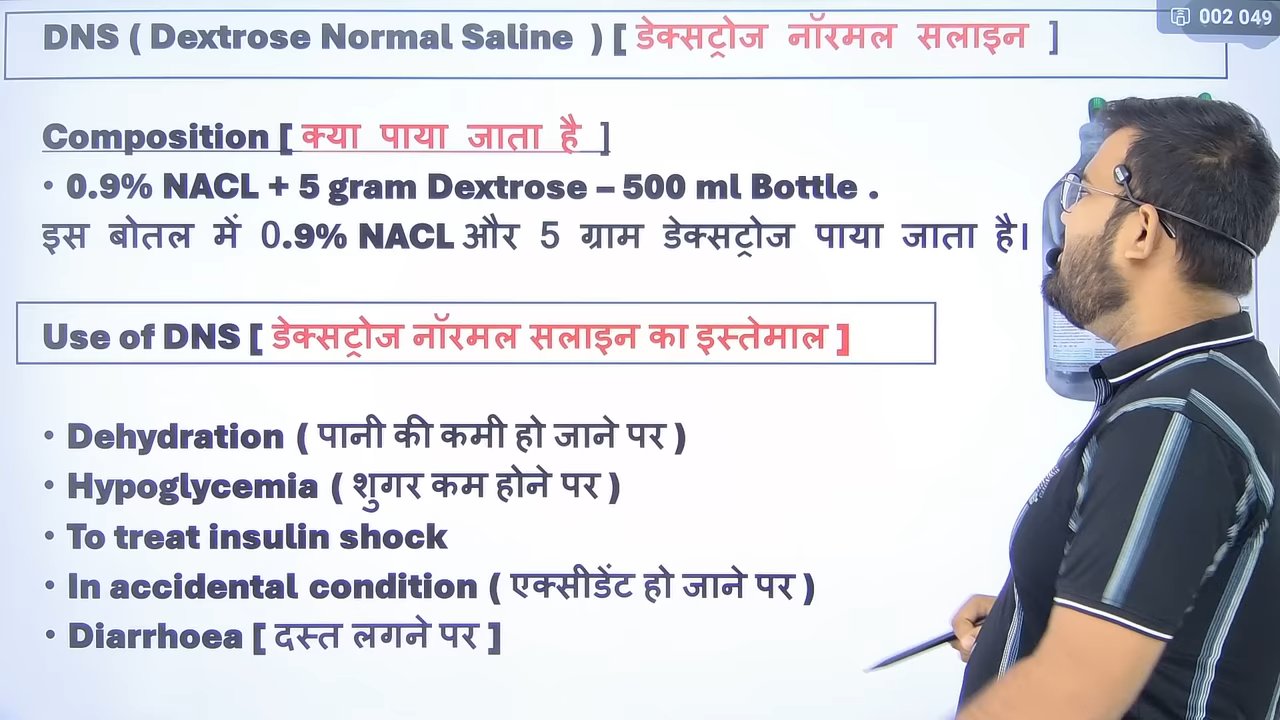 002 049
DNS ( Dextrose Normal Saline ) [ डेक्सट्रोज नॉरमल सलाइन ]
Composition [ क्या पाया जाता है ]
• 0.9% NACL + 5 gram Dextrose – 500 ml Bottle .
इस बोतल में 0.9% NACL और 5 ग्राम डेक्सट्रोज पाया जाता है।
Use of DNS [ डेक्सट्रोज नॉरमल सलाइन का इस्तेमाल ]
• Dehydration ( पानी की कमी हो जाने पर )
• Hypoglycemia ( शुगर कम होने पर )
• To treat insulin shock
• In accidental condition ( एक्सीडेंट हो जाने पर )
• Diarrhoea [ दस्त लगने पर ]